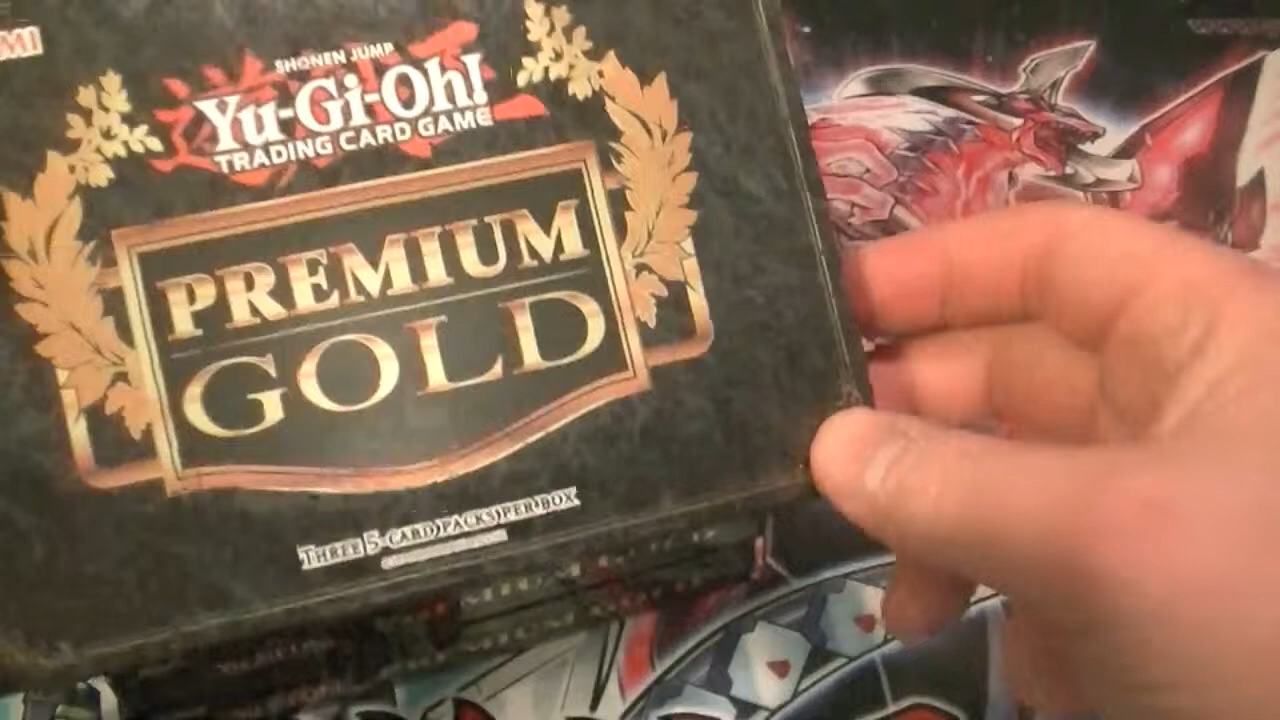 MI
SHONEN JUMP
Yu-Gi-Oh!
TRADING CARD GAME
PREMIUM
GOLD
THREE 5-CARD PACKS PER BOX